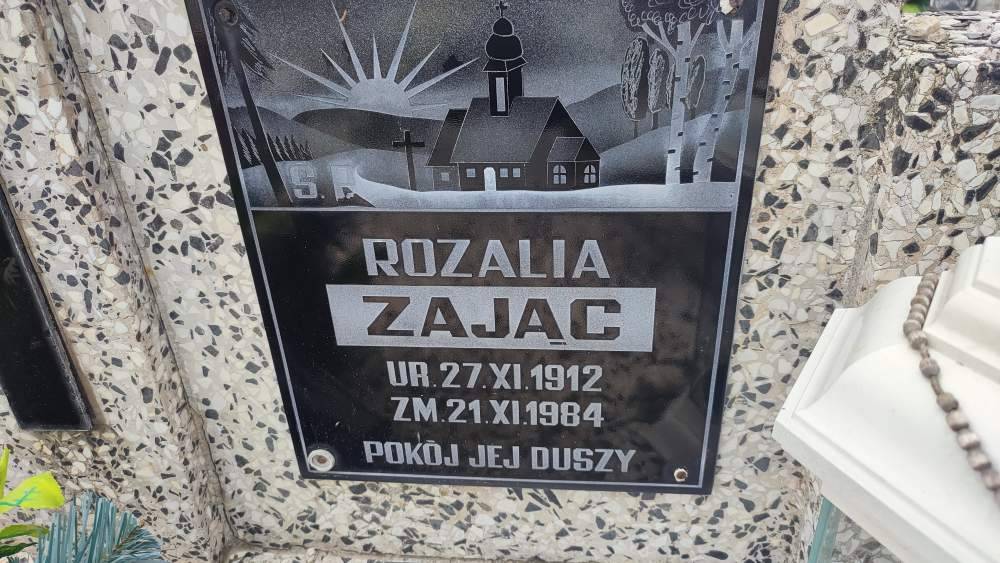 S.P.
ROZALIA
ZAJĄC
UR. 27.XI.1912
ZM. 21.XI.1984
POKÓJ JEJ DUSZY